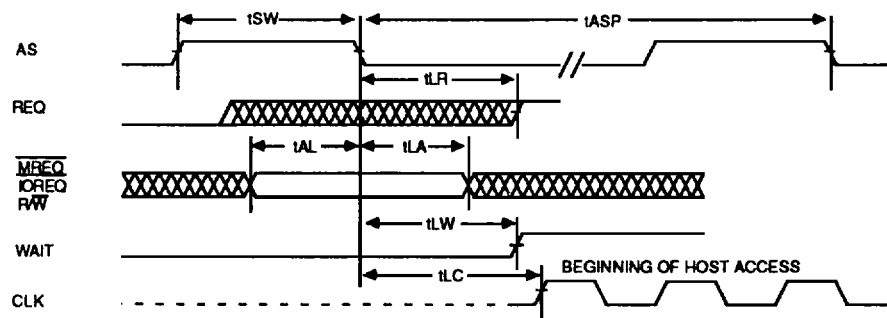 tSW
tASP
AS
tLR
REQ
tAL
tLA
MREQ
IOREQ
R/W
tLW
WAIT
tLC
BEGINNING OF HOST ACCESS
CLK